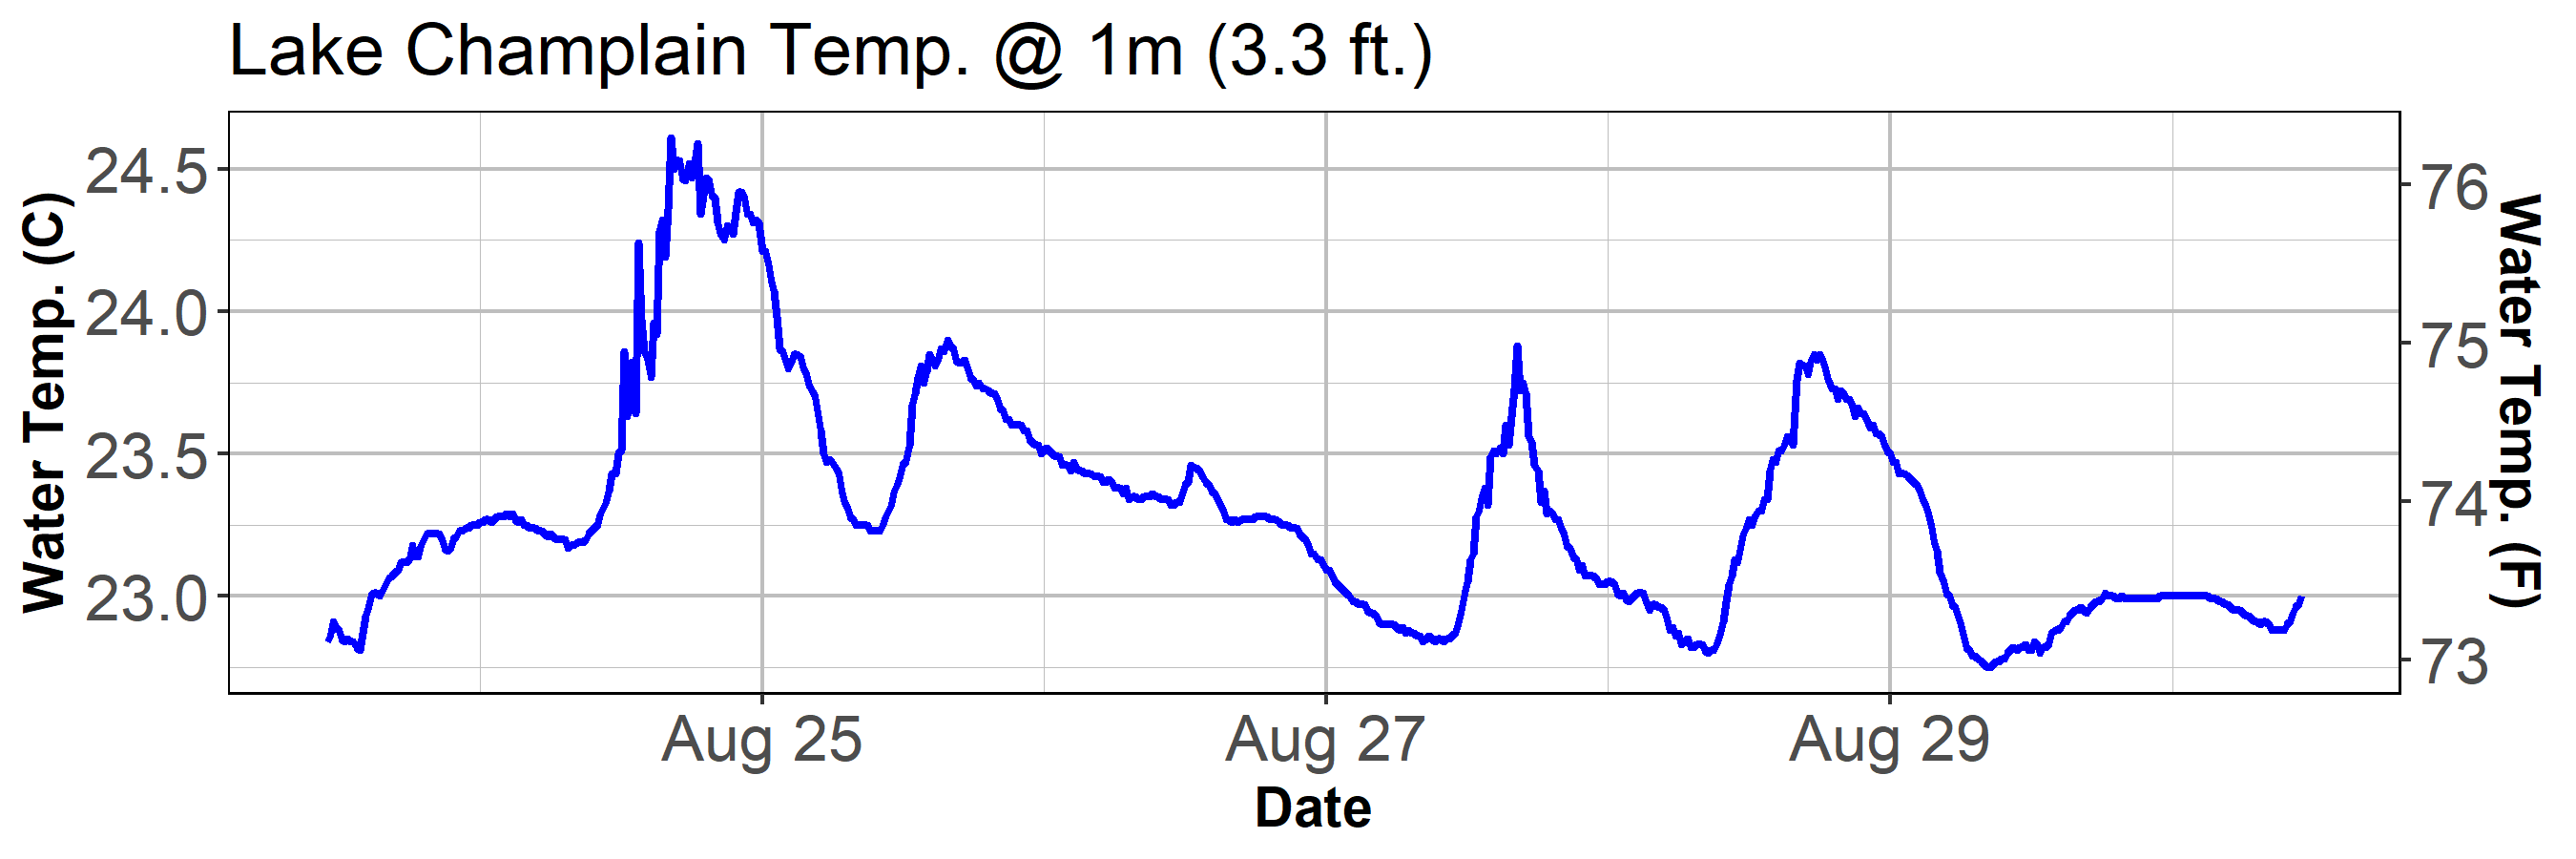 Lake Champlain Temp. @ 1m (3.3 ft.)
Water Temp. (C)
24.5
24.0
23.5
23.0
76
75
74
73
Water Temp. (F)
Aug 25 Aug 27 Aug 29
Date